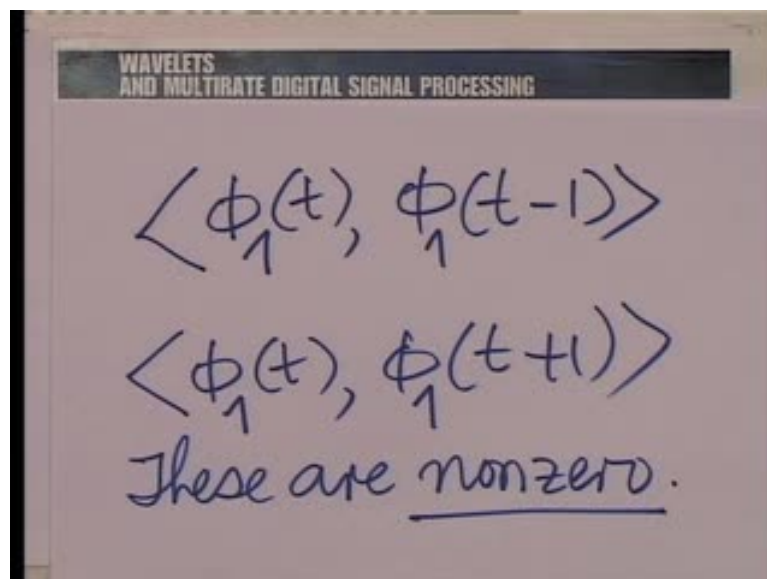 WAVELETS
AND MULTIRATE DIGITAL SIGNAL PROCESSING
⟨ϕ₁(t), ϕ₁(t-1)⟩
⟨ϕ₁(t), ϕ₁(t+1)⟩
These are nonzero.